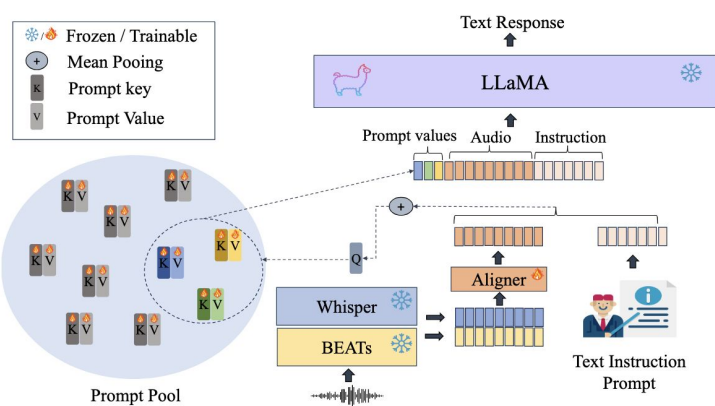 Frozen / Trainable
+ Mean Pooing
K Prompt key
V Prompt Value
Text Response
LLaMA
Prompt values Audio Instruction
+
K V
K V
K V
K V
K V
K V
K V
K V
K V
K V
Q
Aligner
Whisper
BEATs
Text Instruction
Prompt
Prompt Pool